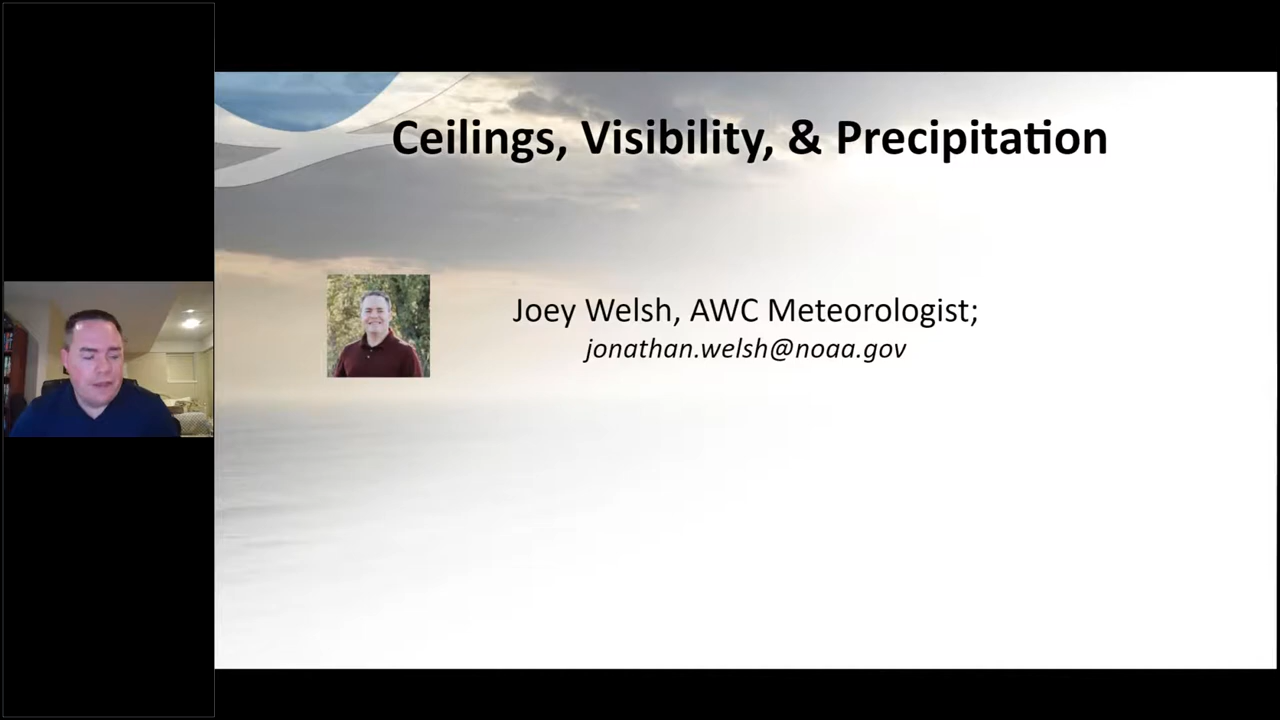 Ceilings, Visibility, & Precipitation
Joey Welsh, AWC Meteorologist;
jonathan.welsh@noaa.gov